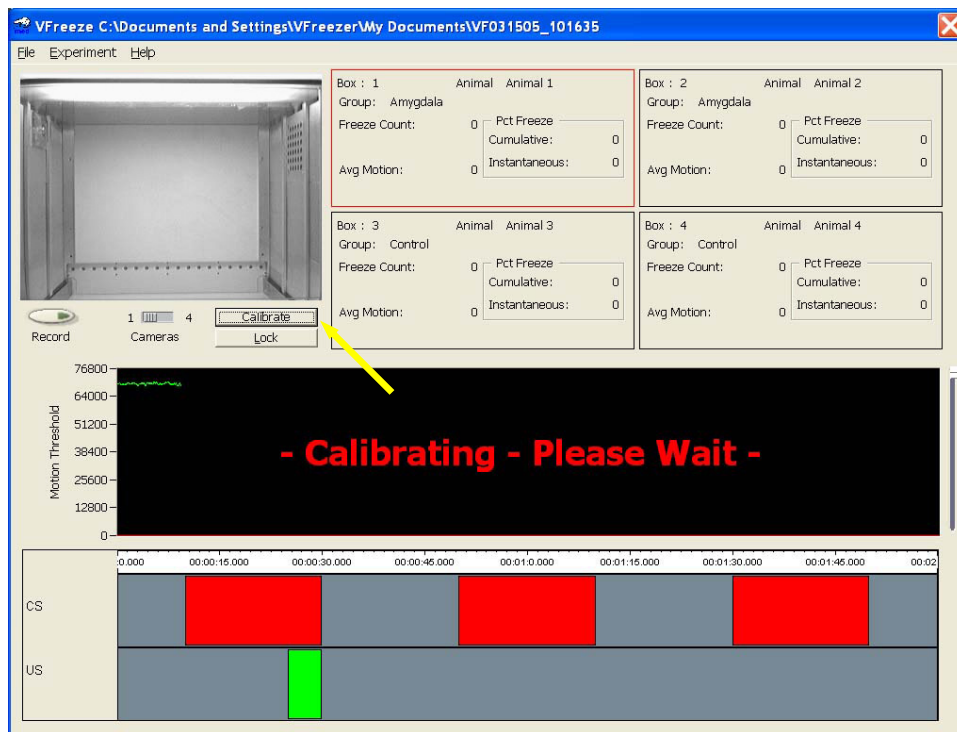 VFreeze C:\Documents and Settings\VFreezer\My Documents\VF031505_101635
File Experiment Help
Box : 1 Animal Animal 1
Group: Amygdala
Freeze Count: 0
Pct Freeze
Cumulative: 0
Instantaneous: 0
Avg Motion: 0
Box : 2 Animal Animal 2
Group: Amygdala
Freeze Count: 0
Pct Freeze
Cumulative: 0
Instantaneous: 0
Avg Motion: 0
Box : 3 Animal Animal 3
Group: Control
Freeze Count: 0
Pct Freeze
Cumulative: 0
Instantaneous: 0
Avg Motion: 0
Box : 4 Animal Animal 4
Group: Control
Freeze Count: 0
Pct Freeze
Cumulative: 0
Instantaneous: 0
Avg Motion: 0
1 4 Calibrate
Record Cameras Lock
Motion Threshold
76800
64000
51200
38400
25600
12800
0
- Calibrating - Please Wait -
:0.000 00:00:15.000 00:00:30.000 00:00:45.000 00:01:0.000 00:01:15.000 00:01:30.000 00:01:45.000 00:02
CS
US